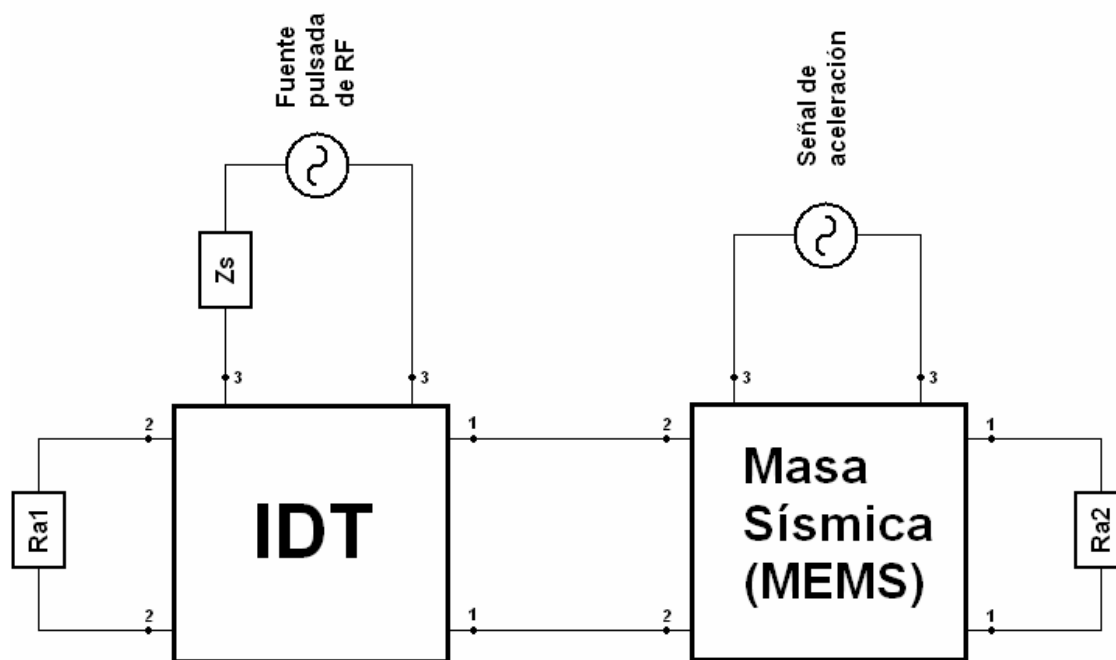 Fuente
pulsada
de RF
Señal de
aceleración
Zs
3
3
3
3
2
1
2
1
IDT
Masa
Sísmica
(MEMS)
Ra1
Ra2
2
1
2
1